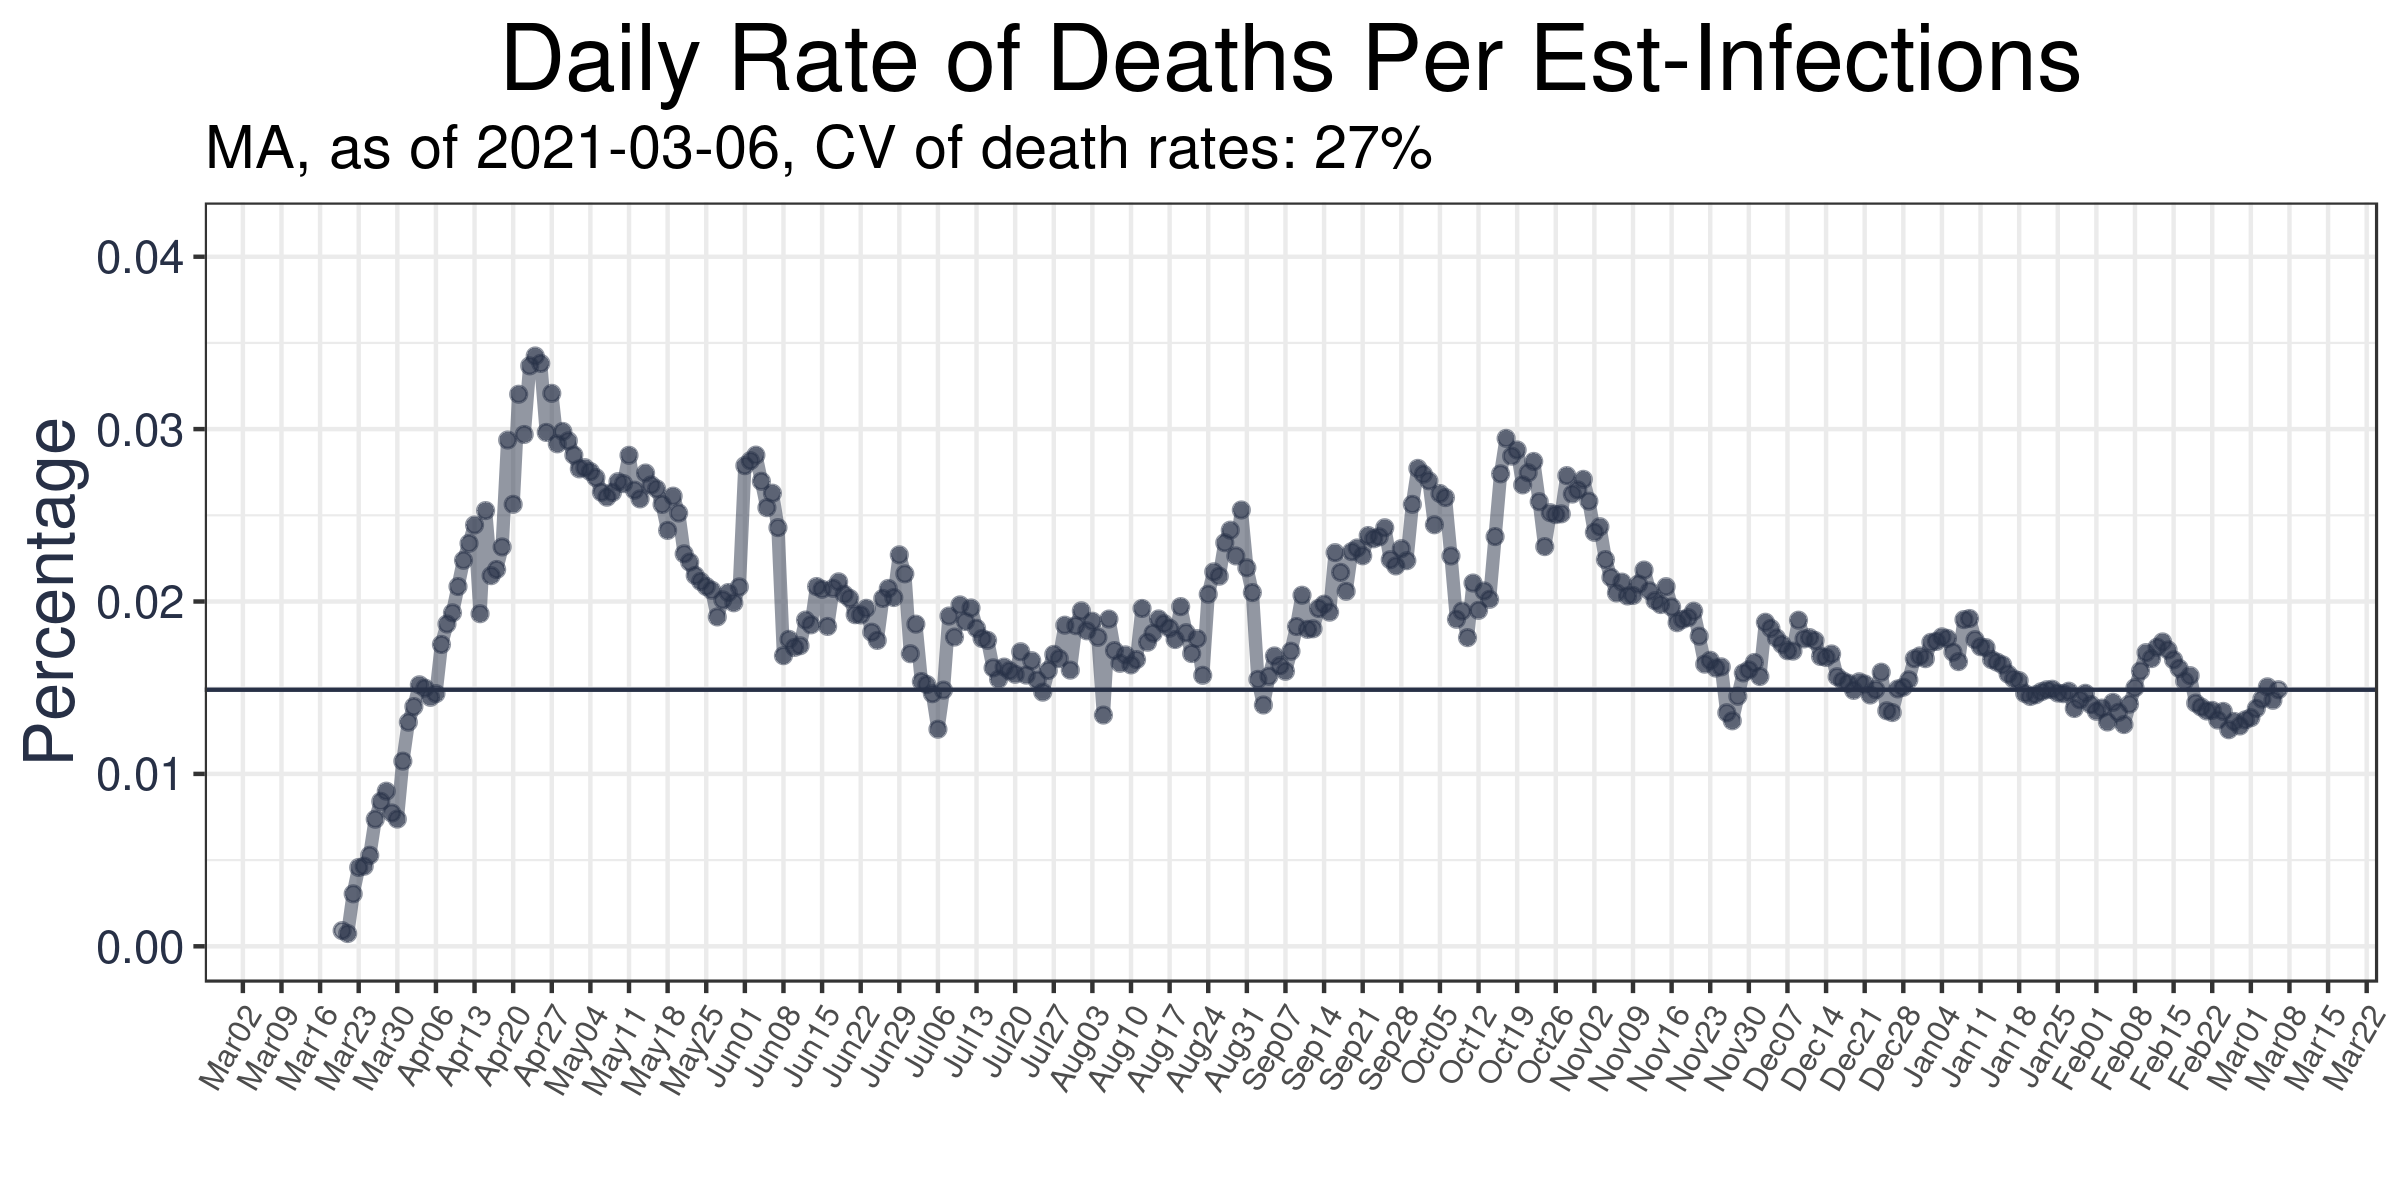 Daily Rate of Deaths Per Est-Infections
MA, as of 2021-03-06, CV of death rates: 27%
Percentage
0.04
0.03
0.02
0.01
0.00
Mar02
Mar09
Mar16
Mar23
Mar30
Apr06
Apr13
Apr20
Apr27
May04
May11
May18
May25
Jun01
Jun08
Jun15
Jun22
Jun29
Jul06
Jul13
Jul20
Jul27
Aug03
Aug10
Aug17
Aug24
Aug31
Sep07
Sep14
Sep21
Sep28
Oct05
Oct12
Oct19
Oct26
Nov02
Nov09
Nov16
Nov23
Nov30
Dec07
Dec14
Dec21
Dec28
Jan04
Jan11
Jan18
Jan25
Feb01
Feb08
Feb15
Feb22
Mar01
Mar08
Mar15
Mar22